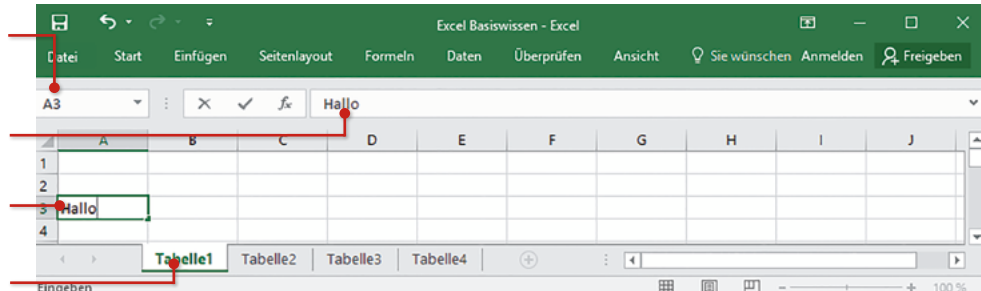 Excel Basiswissen - Excel
Datei Start Einfügen Seitenlayout Formeln Daten Überprüfen Ansicht Sie wünschen Anmelden Freigeben
A3 fx Hallo
A B C D E F G H I J
1
2
3 Hallo
4
Tabelle1 Tabelle2 Tabelle3 Tabelle4
Eingeben 100 %